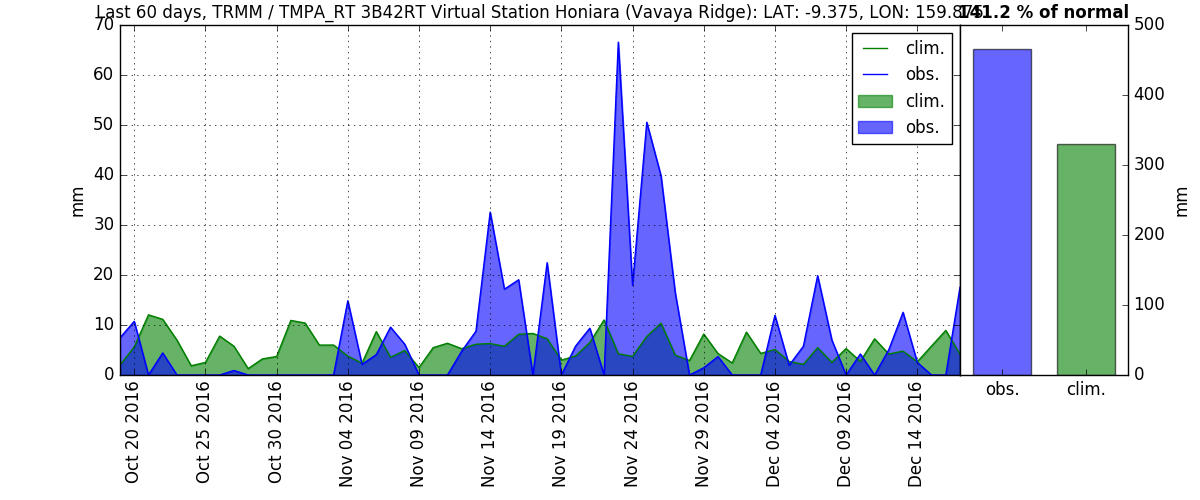 Last 60 days, TRMM / TMPA_RT 3B42RT Virtual Station Honiara (Vavaya Ridge): LAT: -9.375, LON: 159.875
141.2 % of normal
70
60
50
40
30
20
10
0
mm
clim.
obs.
clim.
obs.
500
400
300
200
100
0
mm
Oct 20 2016
Oct 25 2016
Oct 30 2016
Nov 04 2016
Nov 09 2016
Nov 14 2016
Nov 19 2016
Nov 24 2016
Nov 29 2016
Dec 04 2016
Dec 09 2016
Dec 14 2016
obs.
clim.